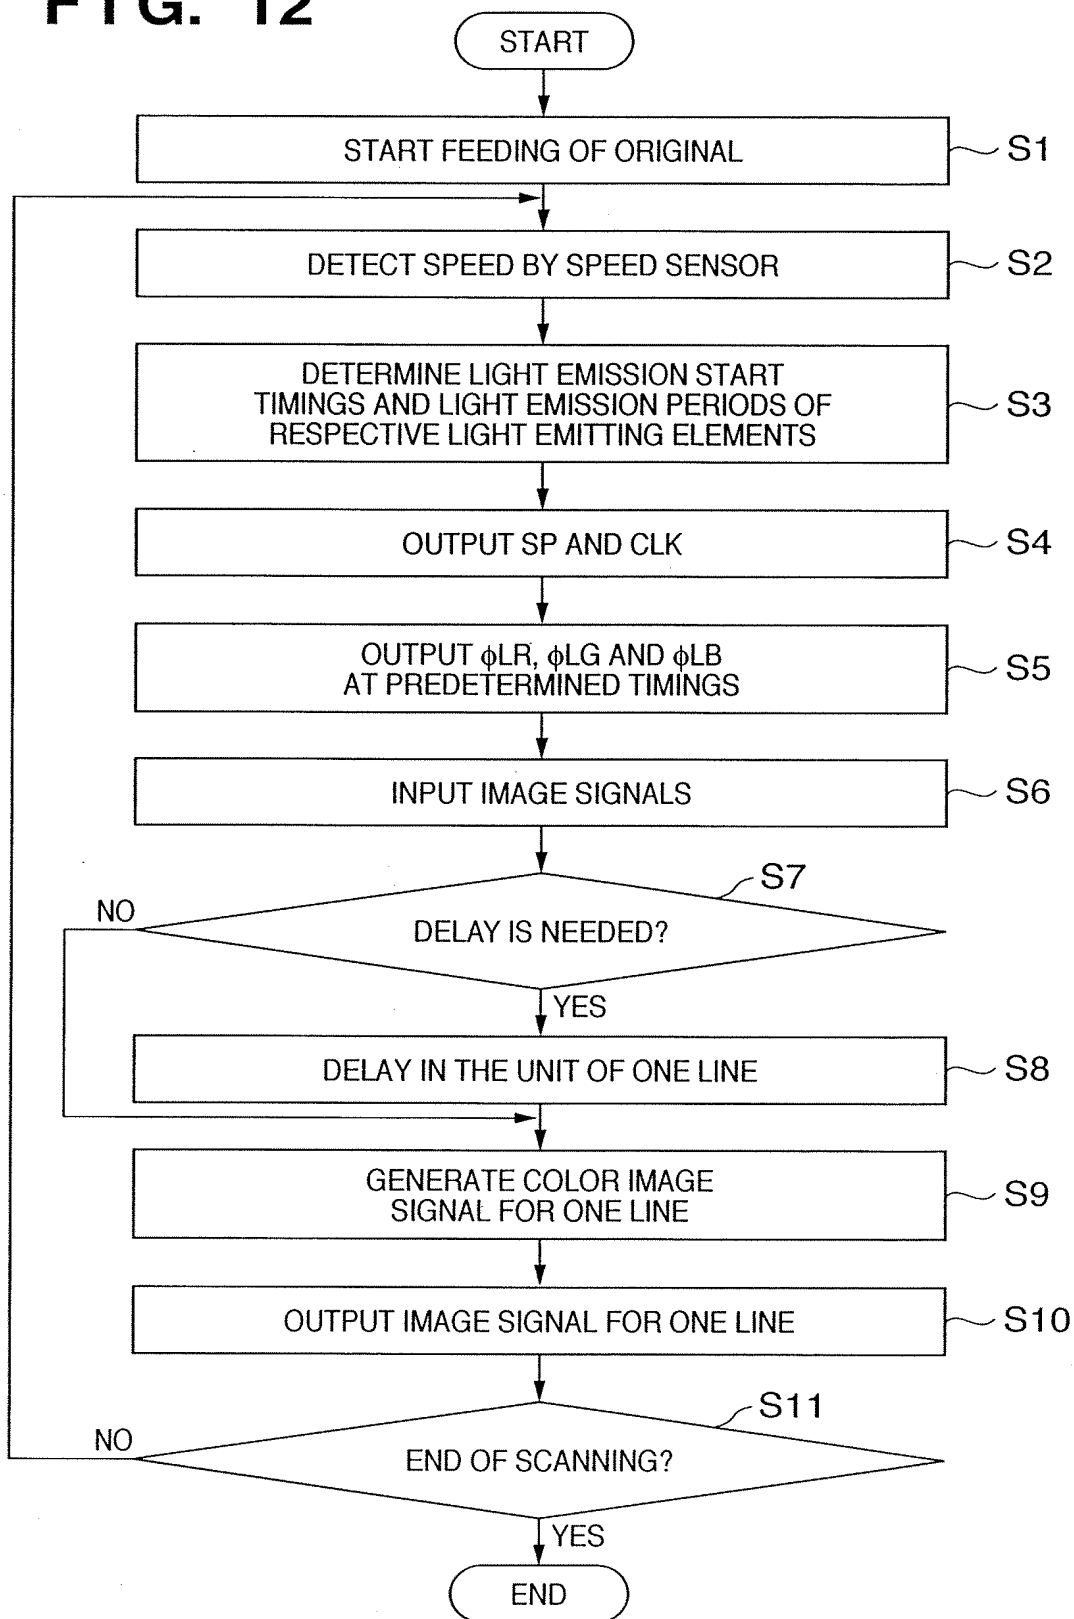 FIG. 12
START
START FEEDING OF ORIGINAL
S1
DETECT SPEED BY SPEED SENSOR
S2
DETERMINE LIGHT EMISSION START
TIMINGS AND LIGHT EMISSION PERIODS OF
RESPECTIVE LIGHT EMITTING ELEMENTS
S3
OUTPUT SP AND CLK
S4
OUTPUT ϕLR, ϕLG AND ϕLB
AT PREDETERMINED TIMINGS
S5
INPUT IMAGE SIGNALS
S6
S7
NO
DELAY IS NEEDED?
YES
DELAY IN THE UNIT OF ONE LINE
S8
GENERATE COLOR IMAGE
SIGNAL FOR ONE LINE
S9
OUTPUT IMAGE SIGNAL FOR ONE LINE
S10
S11
NO
END OF SCANNING?
YES
END